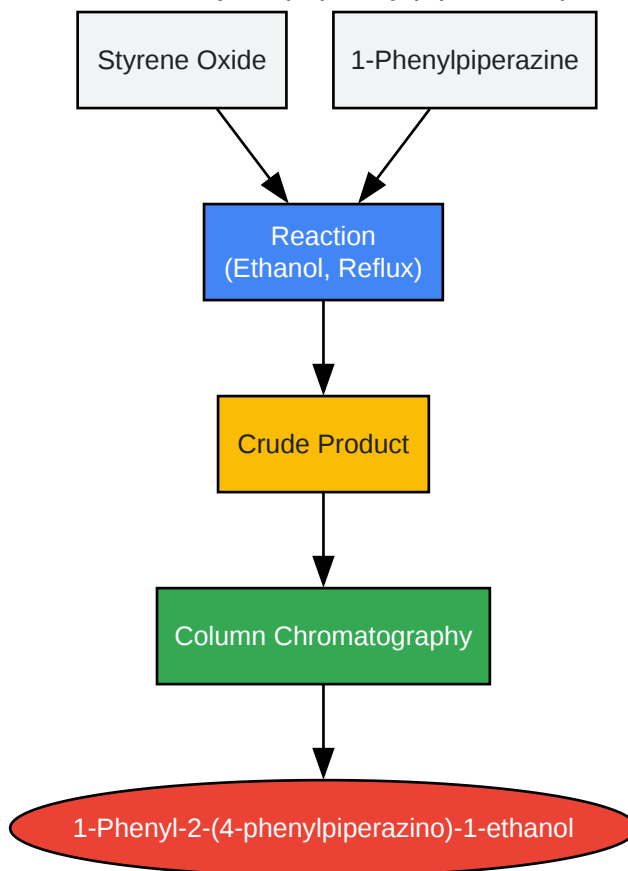 Styrene Oxide
1-Phenylpiperazine
Reaction
(Ethanol, Reflux)
Crude Product
Column Chromatography
1-Phenyl-2-(4-phenylpiperazino)-1-ethanol